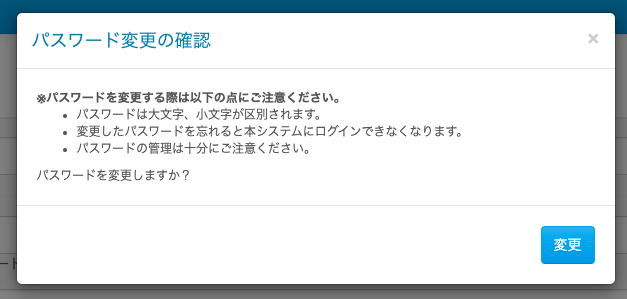 パスワード変更の確認
×
※パスワードを変更する際は以下の点にご注意ください。
• パスワードは大文字、小文字が区別されます。
• 変更したパスワードを忘れると本システムにログインできなくなります。
• パスワードの管理は十分にご注意ください。
パスワードを変更しますか？
変更
ート